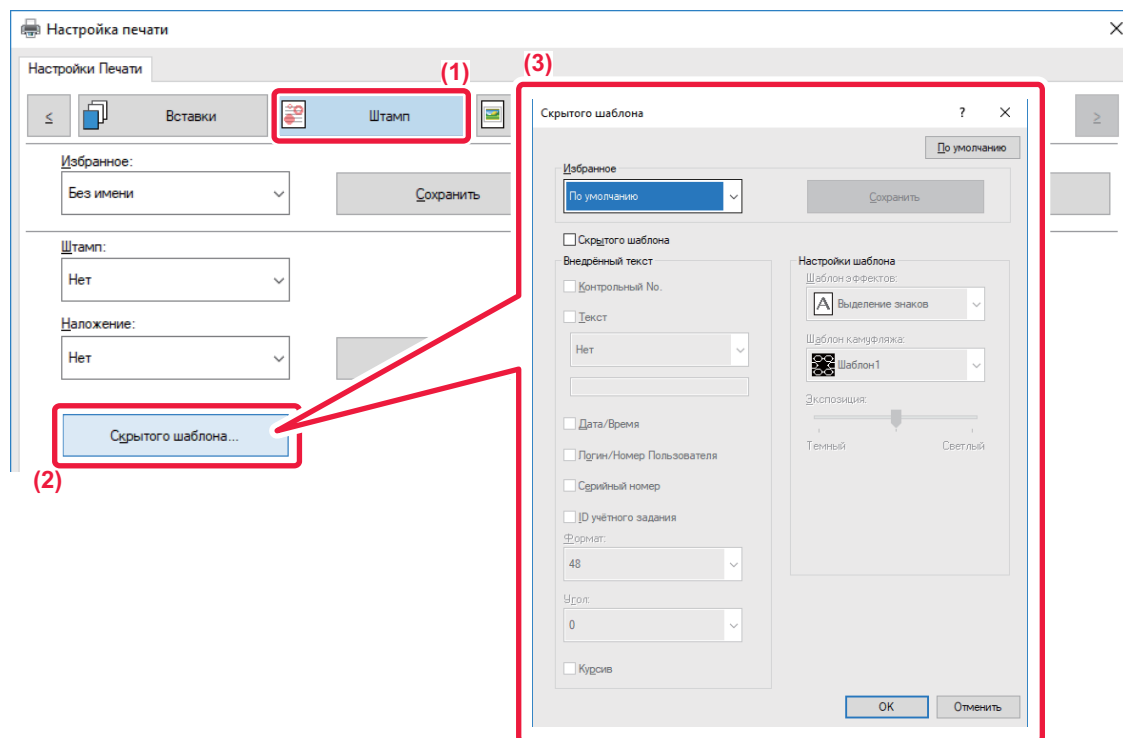 Настройка печати
Настройки Печати
(1)
(3)
<
Вставки
Штамп
>
Избранное:
Без имени
Сохранить
Штамп:
Нет
Наложение:
Нет
Скрытого шаблона...
(2)
Скрытого шаблона
?
По умолчанию
Избранное
По умолчанию
Сохранить
Скрытого шаблона
Внедрённый текст
Контрольный No.
Текст
Нет
Дата/Время
Логин/Номер Пользователя
Серийный номер
ID учётного задания
Формат:
48
Угол:
0
Курсив
Настройки шаблона
Шаблон эффектов:
A Выделение знаков
Шаблон камуфляжа:
Шаблон1
Экспозиция:
Темный Светлый
OK Отменить